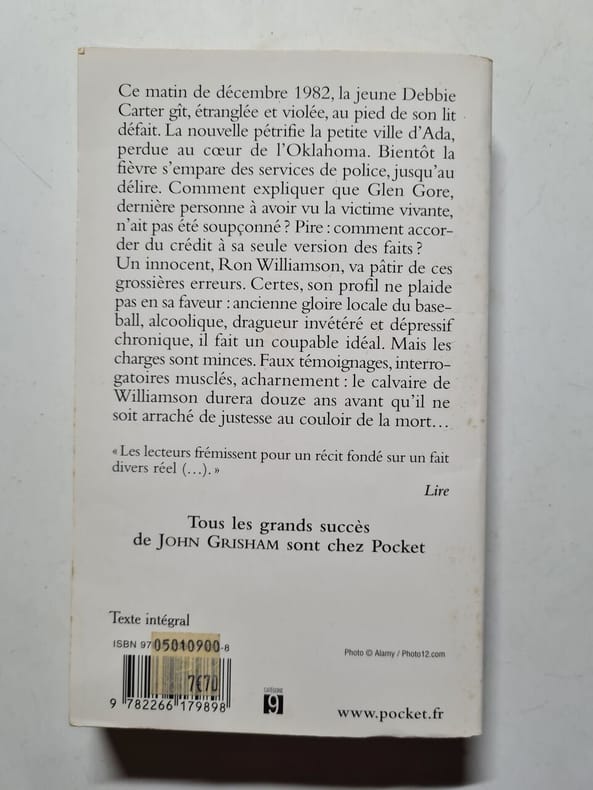 Ce matin de décembre 1982, la jeune Debbie
Carter gît, étranglée et violée, au pied de son lit
défait. La nouvelle pétrifie la petite ville d'Ada,
perdue au cœur de l'Oklahoma. Bientôt la
fièvre s'empare des services de police, jusqu'au
délire. Comment expliquer que Glen Gore,
dernière personne à avoir vu la victime vivante,
n'ait pas été soupçonné ? Pire : comment accor-
der du crédit à sa seule version des faits ?
Un innocent, Ron Williamson, va pâtir de ces
grossières erreurs. Certes, son profil ne plaide
pas en sa faveur : ancienne gloire locale du base-
ball, alcoolique, dragueur invétéré et dépressif
chronique, il fait un coupable idéal. Mais les
charges sont minces. Faux témoignages, interro-
gatoires musclés, acharnement : le calvaire de
Williamson durera douze ans avant qu'il ne
soit arraché de justesse au couloir de la mort…
« Les lecteurs frémissent pour un récit fondé sur un fait
divers réel (…). »
Lire
Tous les grands succès
de JOHN GRISHAM sont chez Pocket
Texte intégral
ISBN 97
05010900
-8
7€70
Photo © Alamy / Photo12.com
CATÉGORIE
9
9 782266 179898
www.pocket.fr